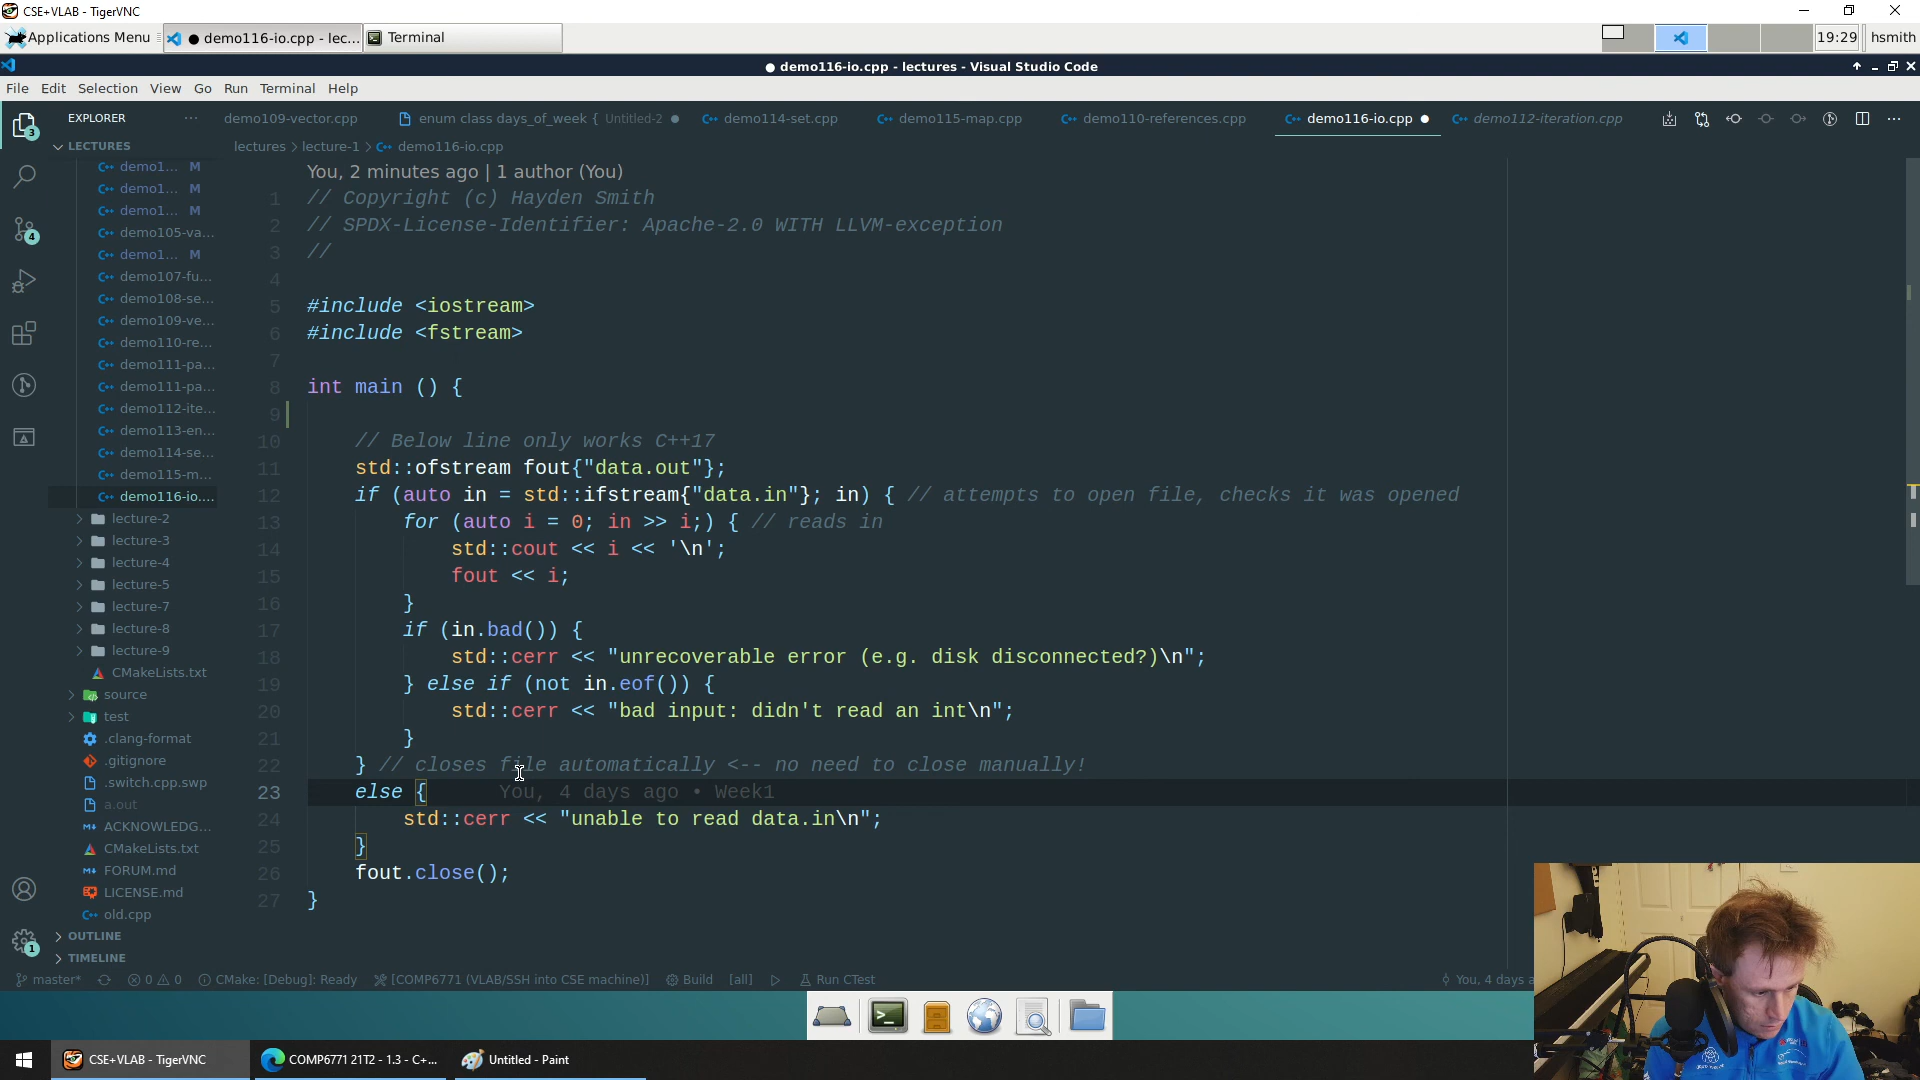 CSE+VLAB - TigerVNC
Applications Menu
● demo116-io.cpp - lec...
Terminal
19:29
hsmith
● demo116-io.cpp - lectures - Visual Studio Code
File Edit Selection View Go Run Terminal Help
EXPLORER
demo109-vector.cpp
enum class days_of_week { Untitled-2 ●
demo114-set.cpp
demo115-map.cpp
demo110-references.cpp
demo116-io.cpp ●
demo112-iteration.cpp
LECTURES
lectures > lecture-1 > demo116-io.cpp
demo1... M
demo1... M
demo1... M
demo105-va...
demo1... M
demo107-fu...
demo108-se...
demo109-ve...
demo110-re...
demo111-pa...
demo111-pa...
demo112-ite...
demo113-en...
demo114-se...
demo115-m...
demo116-io....
lecture-2
lecture-3
lecture-4
lecture-5
lecture-7
lecture-8
lecture-9
CMakeLists.txt
source
test
.clang-format
.gitignore
.switch.cpp.swp
a.out
ACKNOWLEDG...
CMakeLists.txt
FORUM.md
LICENSE.md
old.cpp
OUTLINE
TIMELINE
3
4
1
You, 2 minutes ago | 1 author (You)
1 // Copyright (c) Hayden Smith
2 // SPDX-License-Identifier: Apache-2.0 WITH LLVM-exception
3 //
4
5 #include <iostream>
6 #include <fstream>
7
8 int main () {
9
10 // Below line only works C++17
11 std::ofstream fout{"data.out"};
12 if (auto in = std::ifstream{"data.in"}; in) { // attempts to open file, checks it was opened
13 for (auto i = 0; in >> i;) { // reads in
14 std::cout << i << '\n';
15 fout << i;
16 }
17 if (in.bad()) {
18 std::cerr << "unrecoverable error (e.g. disk disconnected?)\n";
19 } else if (not in.eof()) {
20 std::cerr << "bad input: didn't read an int\n";
21 }
22 } // closes file automatically <-- no need to close manually!
23 else { You, 4 days ago • Week1
24 std::cerr << "unable to read data.in\n";
25 }
26 fout.close();
27 }
master* 0 0 CMake: [Debug]: Ready [COMP6771 (VLAB/SSH into CSE machine)] Build [all] Run CTest You, 4 days a
CSE+VLAB - TigerVNC
COMP6771 21T2 - 1.3 - C+...
Untitled - Paint